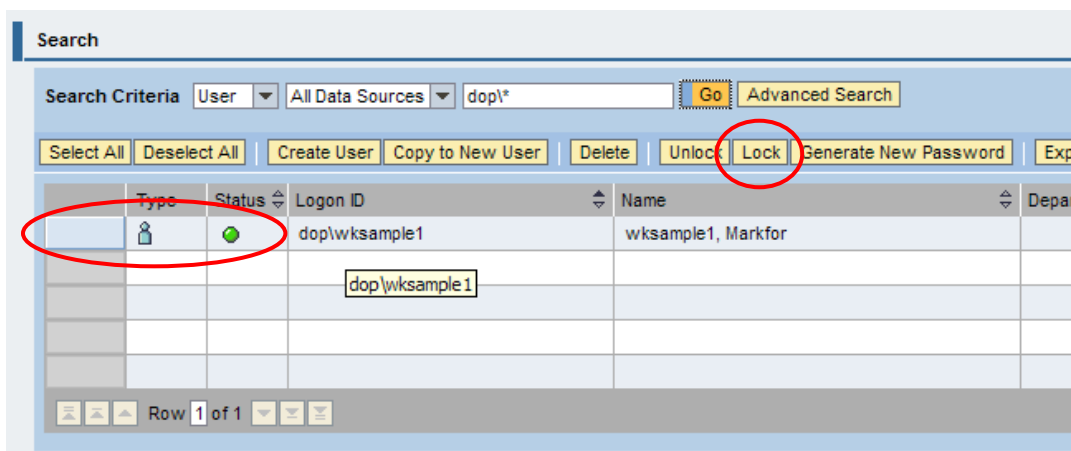 Search
Search Criteria User All Data Sources dop\* Go Advanced Search
Select All Deselect All Create User Copy to New User Delete Unlock Lock Generate New Password Exp
Type Status Logon ID Name Depar
dop\wksample1 wksample1, Markfor
dop\wksample1
Row 1 of 1